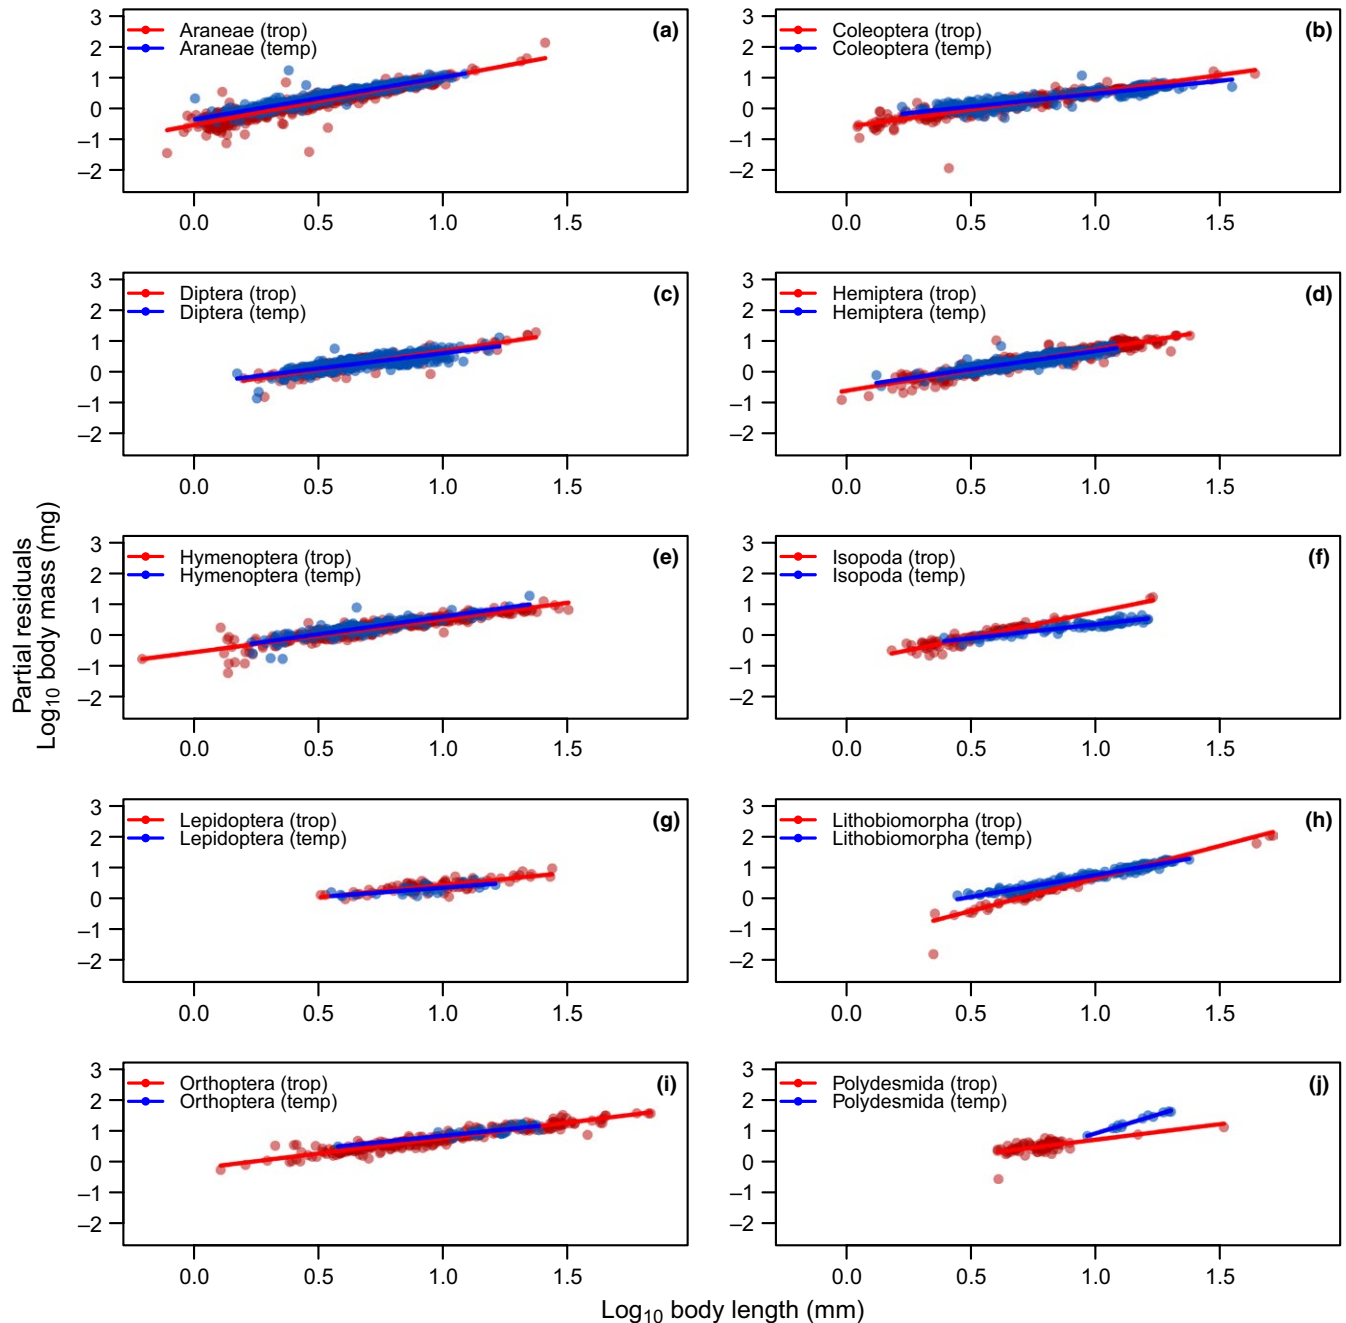 Araneae (trop)
Araneae (temp)
(a)
3
2
1
0
–1
–2
0.0 0.5 1.0 1.5
Coleoptera (trop)
Coleoptera (temp)
(b)
3
2
1
0
–1
–2
0.0 0.5 1.0 1.5
Diptera (trop)
Diptera (temp)
(c)
3
2
1
0
–1
–2
0.0 0.5 1.0 1.5
Hemiptera (trop)
Hemiptera (temp)
(d)
3
2
1
0
–1
–2
0.0 0.5 1.0 1.5
Partial residuals
Log10 body mass (mg)
Hymenoptera (trop)
Hymenoptera (temp)
(e)
3
2
1
0
–1
–2
0.0 0.5 1.0 1.5
Isopoda (trop)
Isopoda (temp)
(f)
3
2
1
0
–1
–2
0.0 0.5 1.0 1.5
Lepidoptera (trop)
Lepidoptera (temp)
(g)
3
2
1
0
–1
–2
0.0 0.5 1.0 1.5
Lithobiomorpha (trop)
Lithobiomorpha (temp)
(h)
3
2
1
0
–1
–2
0.0 0.5 1.0 1.5
Orthoptera (trop)
Orthoptera (temp)
(i)
3
2
1
0
–1
–2
0.0 0.5 1.0 1.5
Polydesmida (trop)
Polydesmida (temp)
(j)
3
2
1
0
–1
–2
0.0 0.5 1.0 1.5
Log10 body length (mm)